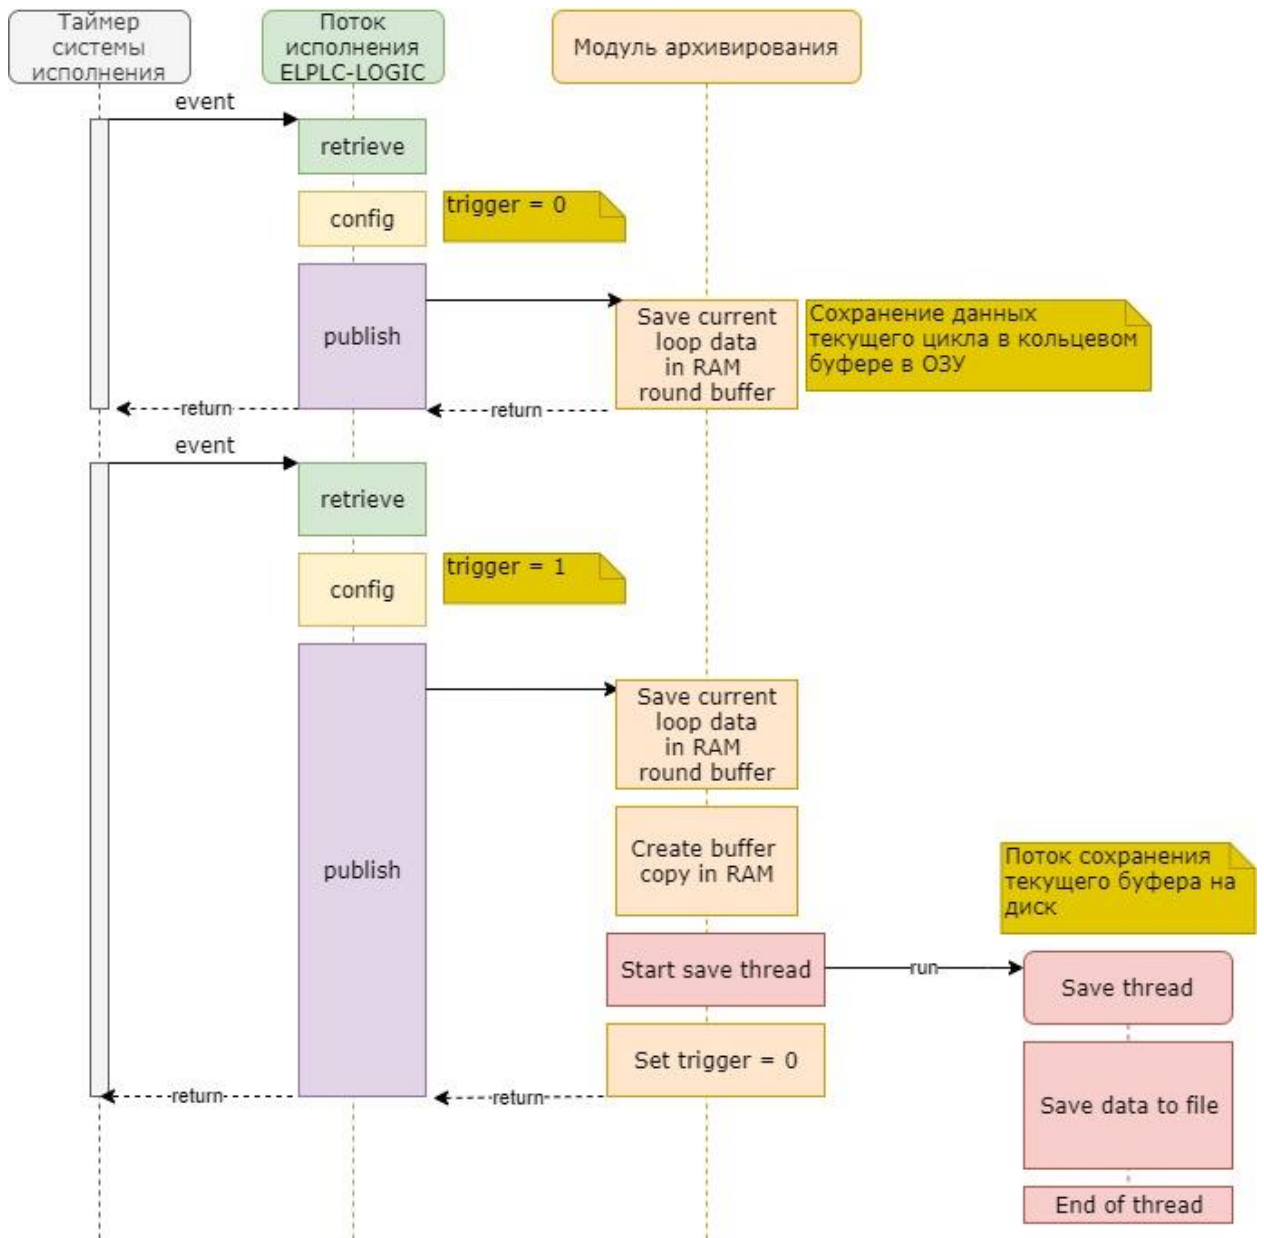 Таймер
системы
исполнения
Поток
исполнения
ELPLC-LOGIC
Модуль архивирования
event
retrieve
config
trigger = 0
publish
Save current
loop data
in RAM
round buffer
Сохранение данных
текущего цикла в кольцевом
буфере в ОЗУ
return
return
event
retrieve
config
trigger = 1
publish
Save current
loop data
in RAM
round buffer
Create buffer
copy in RAM
Поток сохранения
текущего буфера на
диск
Start save thread
run
Save thread
Set trigger = 0
return
return
Save data to file
End of thread